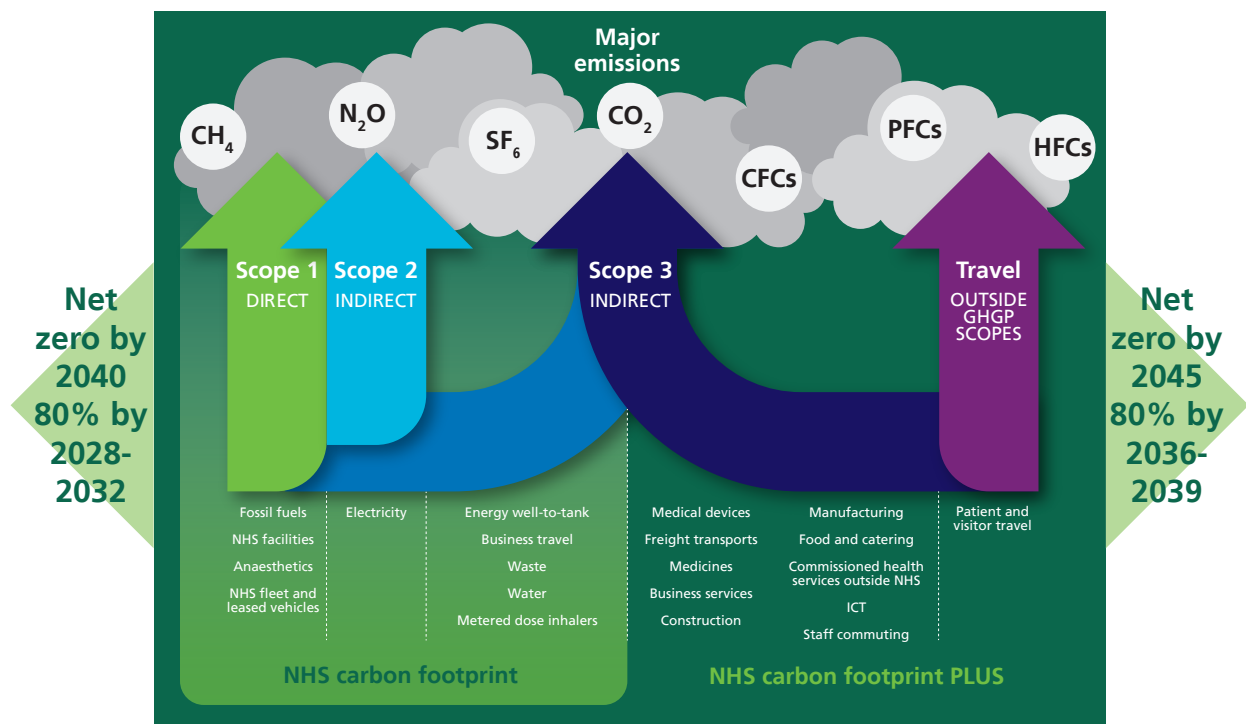 Major
emissions
CH₄
N₂O
SF₆
CO₂
CFCs
PFCs
HFCs
Net
zero by
2040
80% by
2028-
2032
Scope 1
DIRECT
Scope 2
INDIRECT
Scope 3
INDIRECT
Travel
OUTSIDE
GHGP
SCOPES
Net
zero by
2045
80% by
2036-
2039
Fossil fuels
NHS facilities
Anaesthetics
NHS fleet and
leased vehicles
Electricity
Energy well-to-tank
Business travel
Waste
Water
Metered dose inhalers
Medical devices
Freight transports
Medicines
Business services
Construction
Manufacturing
Food and catering
Commissioned health
services outside NHS
ICT
Staff commuting
Patient and
visitor travel
NHS carbon footprint
NHS carbon footprint PLUS